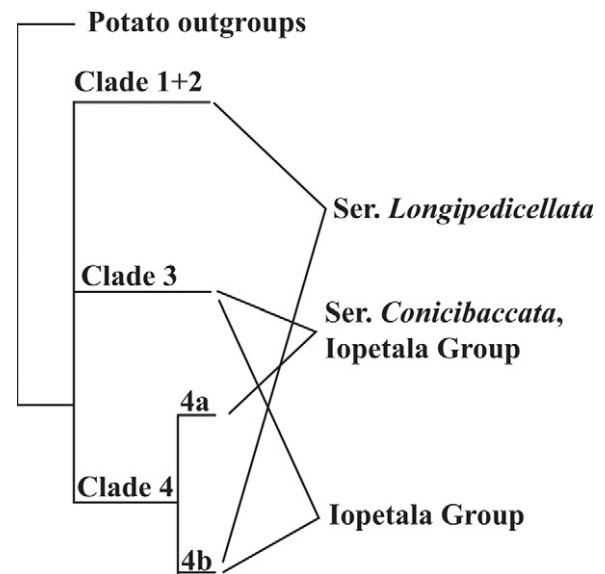 Potato outgroups
Clade 1+2
Ser. Longipedicellata
Clade 3
Ser. Conicibaccata,
Iopetala Group
4a
Clade 4
Iopetala Group
4b